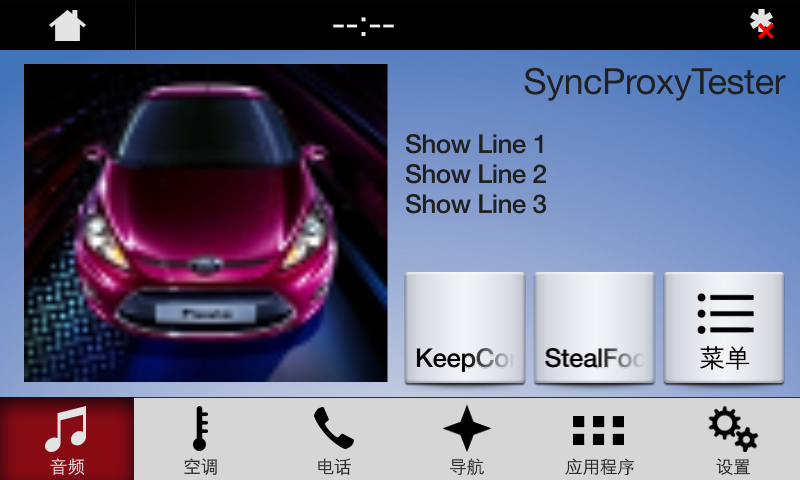 --:--
SyncProxyTester
Show Line 1
Show Line 2
Show Line 3
KeepCo
StealFoc
菜单
音频
空调
电话
导航
应用程序
设置